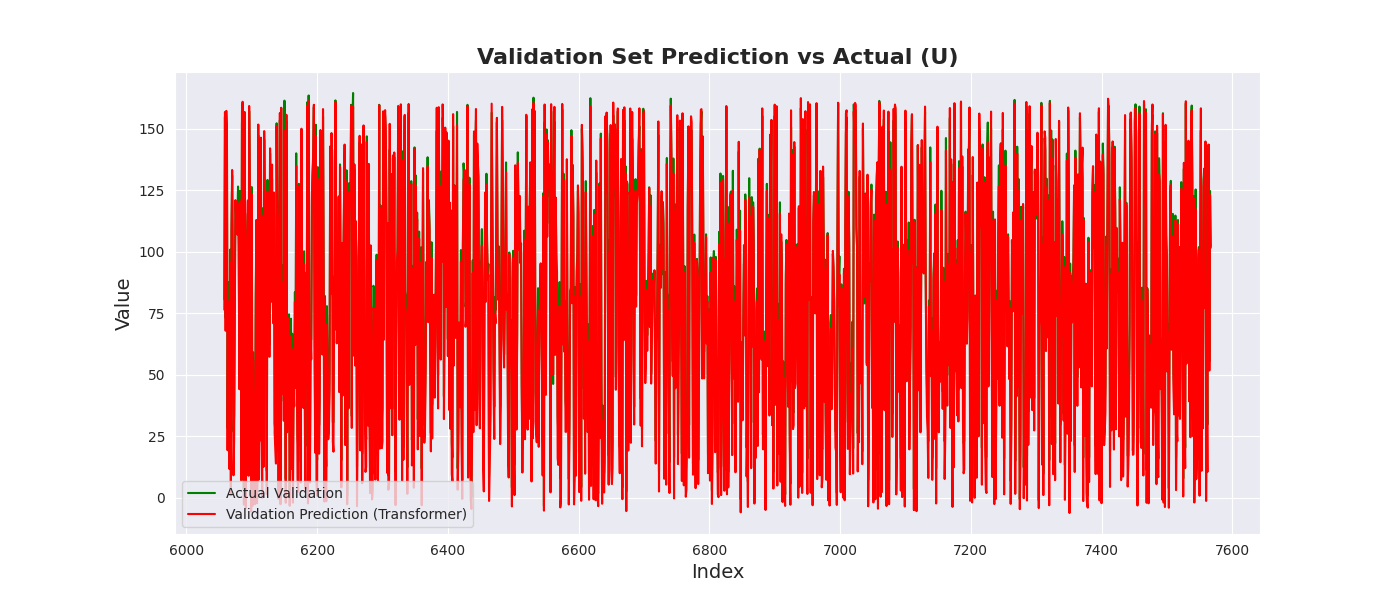 Validation Set Prediction vs Actual (U)
Value
150
125
100
75
50
25
0
Actual Validation
Validation Prediction (Transformer)
6000 6200 6400 6600 6800 7000 7200 7400 7600
Index